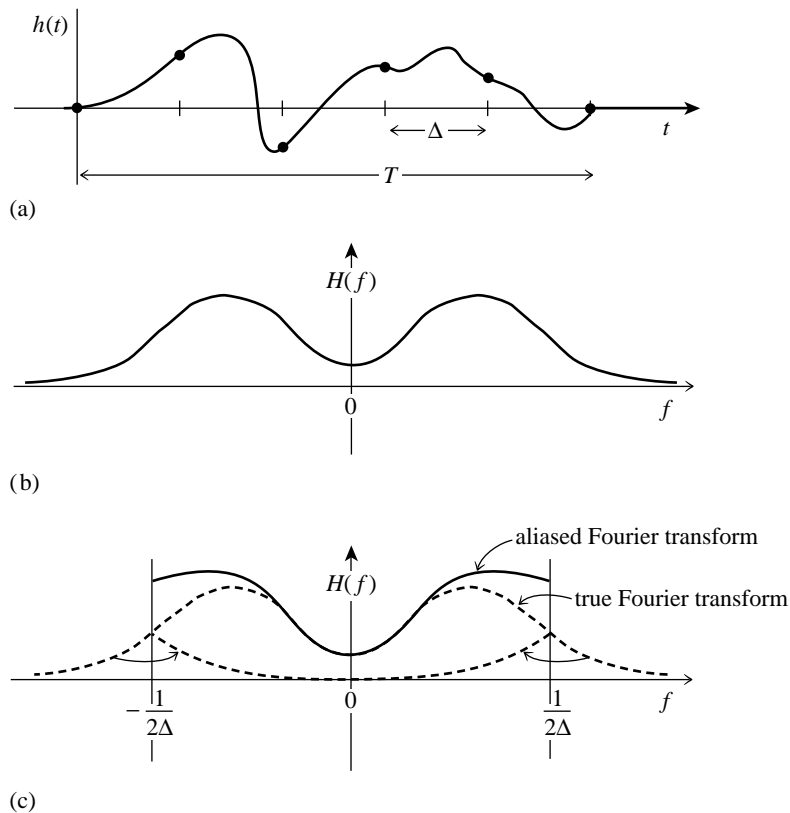 h(t)
Δ
t
T
(a)
H(f)
0
f
(b)
aliased Fourier transform
H(f)
true Fourier transform
− 1/2Δ
0
1/2Δ
f
(c)